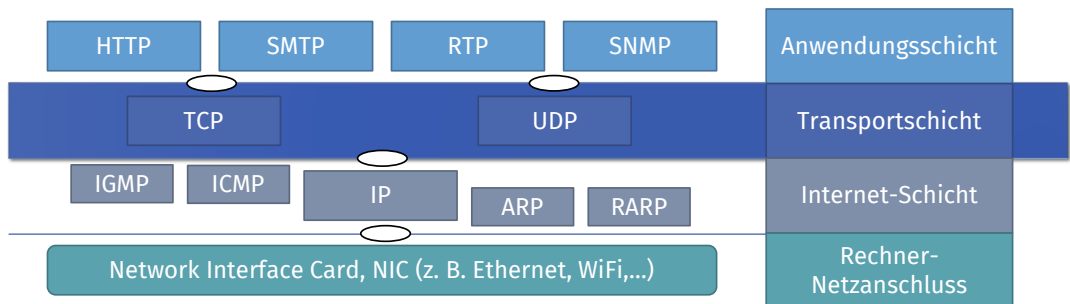 HTTP
SMTP
RTP
SNMP
Anwendungsschicht
TCP
UDP
Transportschicht
IGMP
ICMP
IP
ARP
RARP
Internet-Schicht
Network Interface Card, NIC (z. B. Ethernet, WiFi,...)
Rechner-
Netzanschluss